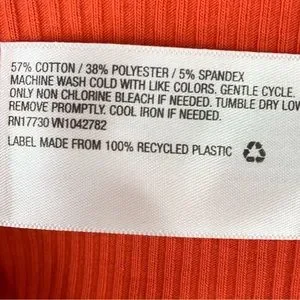 57% COTTON / 38% POLYESTER / 5% SPANDEX
MACHINE WASH COLD WITH LIKE COLORS. GENTLE CYCLE.
ONLY NON CHLORINE BLEACH IF NEEDED. TUMBLE DRY LOW
REMOVE PROMPTLY. COOL IRON IF NEEDED.
RN17730 VN1042782
LABEL MADE FROM 100% RECYCLED PLASTIC